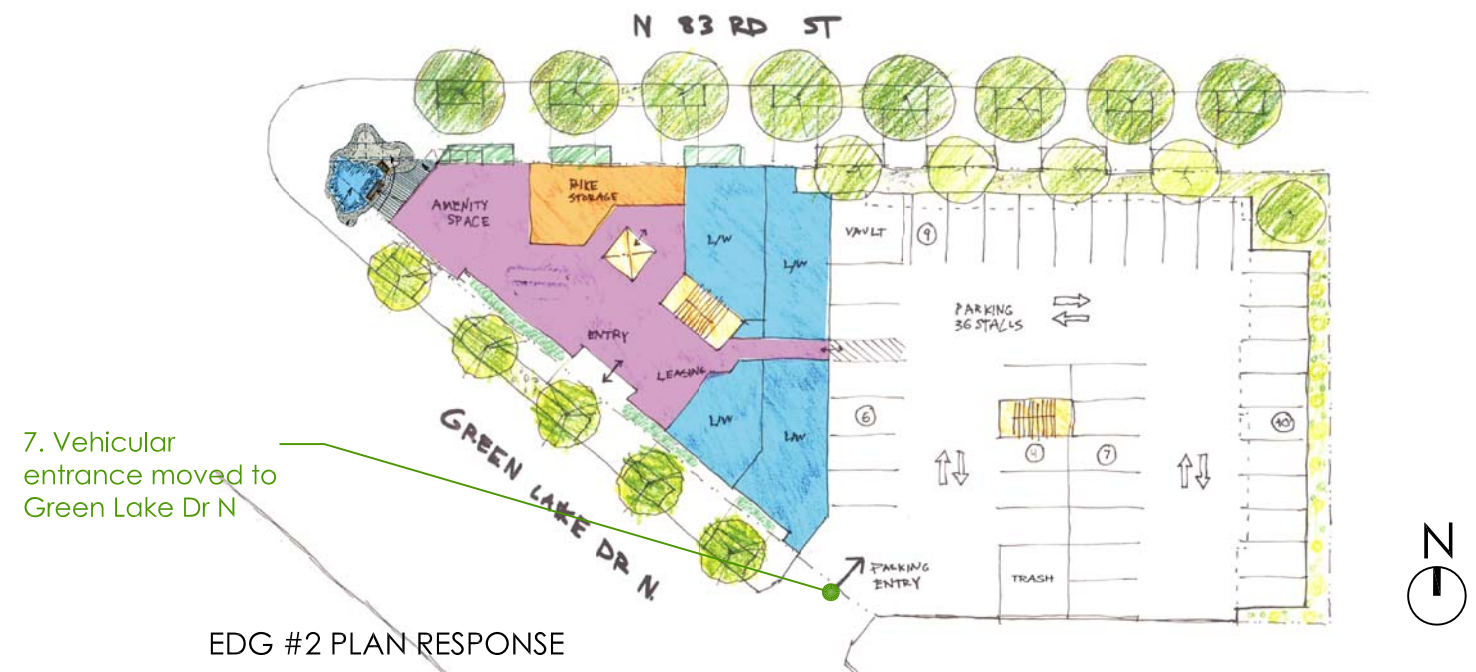 N 83 RD ST
BIKE
STORAGE
AMENITY
SPACE
L/W
L/W
VAULT
9
PARKING
36 STALLS
ENTRY
LEASING
L/W
L/W
6
4
7
10
GREEN LAKE DR N.
7. Vehicular
entrance moved to
Green Lake Dr N
PARKING
ENTRY
TRASH
N
EDG #2 PLAN RESPONSE